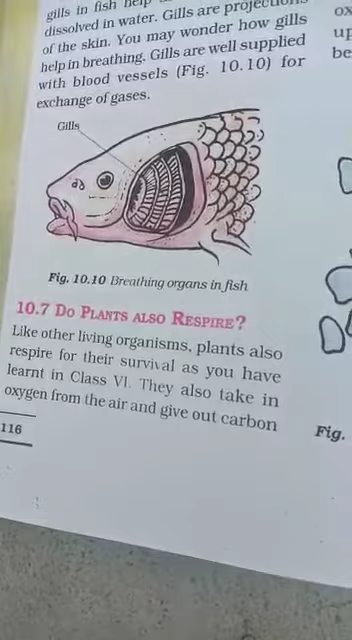 gills in fish help
dissolved in water. Gills are projections
of the skin. You may wonder how gills
help in breathing. Gills are well supplied
with blood vessels (Fig. 10.10) for
exchange of gases.
Gills
Fig. 10.10 Breathing organs in fish
10.7 DO PLANTS ALSO RESPIRE?
Like other living organisms, plants also
respire for their survival as you have
learnt in Class VI. They also take in
oxygen from the air and give out carbon
116
ox
up
be
Fig.